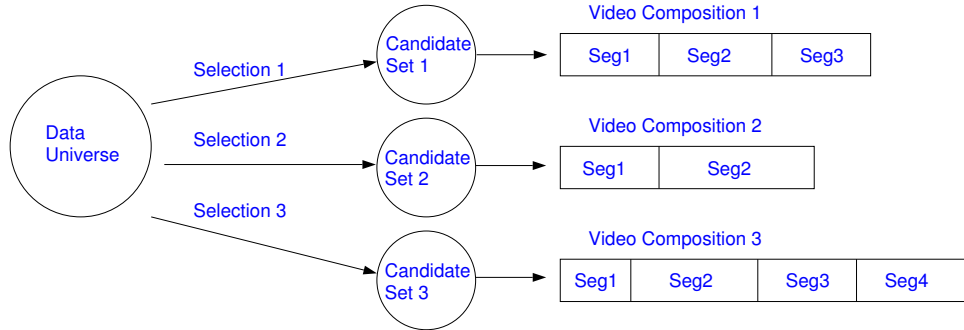 Data
Universe
Selection 1
Selection 2
Selection 3
Candidate
Set 1
Candidate
Set 2
Candidate
Set 3
Video Composition 1
Seg1 Seg2 Seg3
Video Composition 2
Seg1 Seg2
Video Composition 3
Seg1 Seg2 Seg3 Seg4